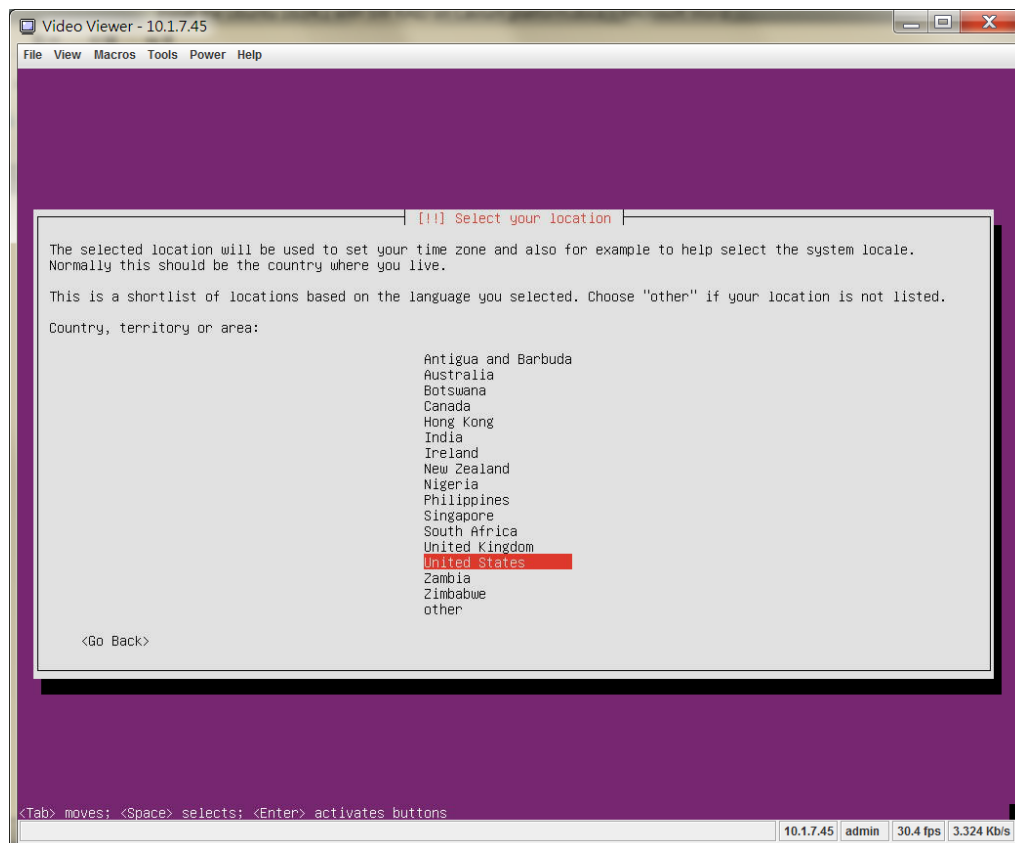 Video Viewer - 10.1.7.45
File View Macros Tools Power Help
[!!] Select your location
The selected location will be used to set your time zone and also for example to help select the system locale.
Normally this should be the country where you live.
This is a shortlist of locations based on the language you selected. Choose "other" if your location is not listed.
Country, territory or area:
Antigua and Barbuda
Australia
Botswana
Canada
Hong Kong
India
Ireland
New Zealand
Nigeria
Philippines
Singapore
South Africa
United Kingdom
United States
Zambia
Zimbabwe
other
<Go Back>
<Tab> moves; <Space> selects; <Enter> activates buttons
10.1.7.45 admin 30.4 fps 3.324 Kb/s